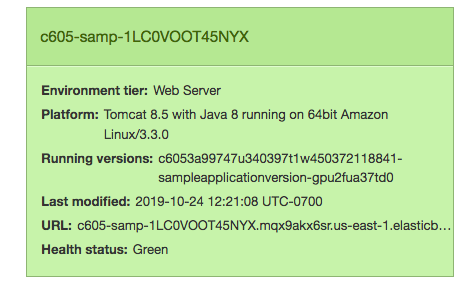 c605-samp-1LC0VOOT45NYX
Environment tier: Web Server
Platform: Tomcat 8.5 with Java 8 running on 64bit Amazon
Linux/3.3.0
Running versions: c6053a99747u340397t1w450372118841-
sampleapplicationversion-gpu2fua37td0
Last modified: 2019-10-24 12:21:08 UTC-0700
URL: c605-samp-1LC0VOOT45NYX.mqx9akx6sr.us-east-1.elasticb...
Health status: Green